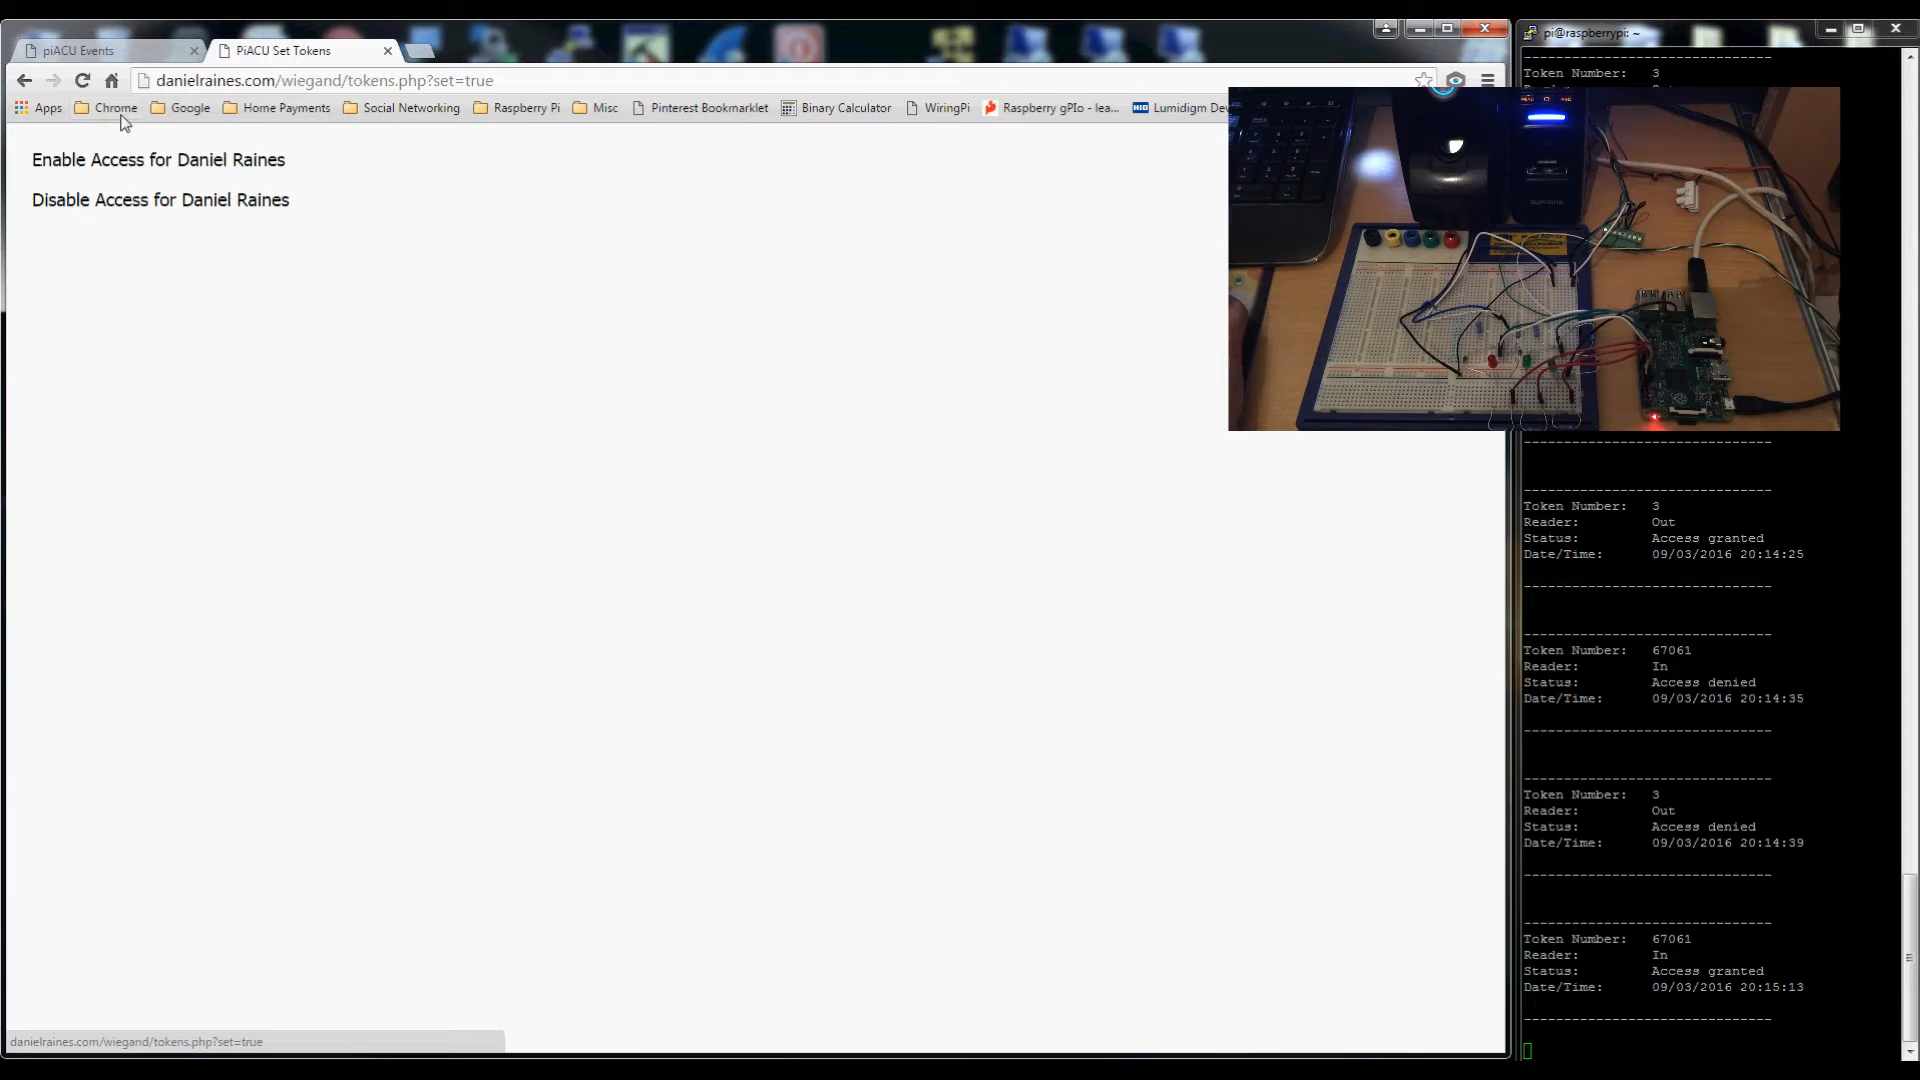 piACU Events
PiACU Set Tokens
danielraines.com/wiegand/tokens.php?set=true
Apps
Chrome
Google
Home Payments
Social Networking
Raspberry Pi
Misc
Pinterest Bookmarklet
Binary Calculator
WiringPi
Raspberry gPIo - lea...
HID Lumidigm Dev
Enable Access for Daniel Raines
Disable Access for Daniel Raines
danielraines.com/wiegand/tokens.php?set=true
SUPREMA
pi@raspberrypi: ~
-------------------------------
Token Number: 3
-------------------------------
-------------------------------
Token Number: 3
Reader: Out
Status: Access granted
Date/Time: 09/03/2016 20:14:25
-------------------------------
-------------------------------
Token Number: 67061
Reader: In
Status: Access denied
Date/Time: 09/03/2016 20:14:35
-------------------------------
-------------------------------
Token Number: 3
Reader: Out
Status: Access denied
Date/Time: 09/03/2016 20:14:39
-------------------------------
-------------------------------
Token Number: 67061
Reader: In
Status: Access granted
Date/Time: 09/03/2016 20:15:13
-------------------------------